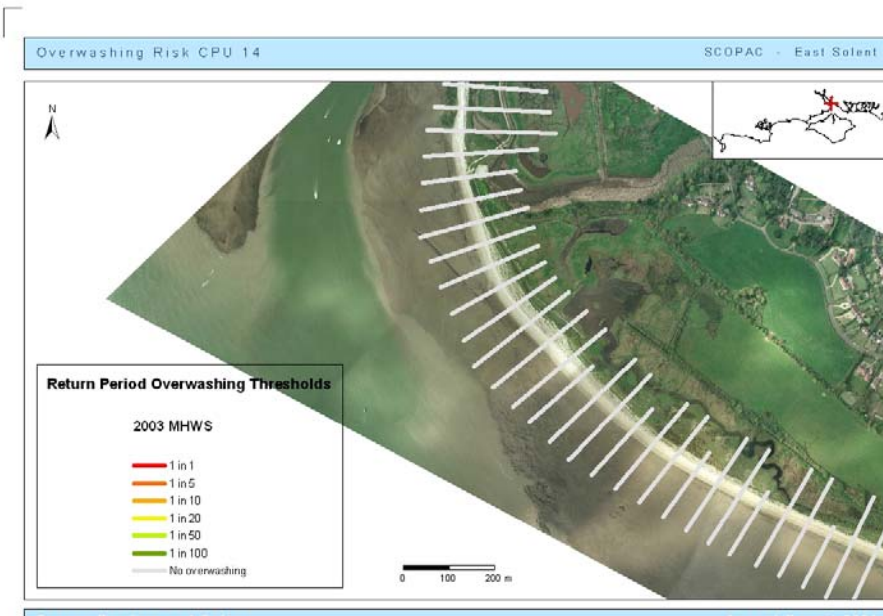 Overwashing Risk CPU 14
SCOPAC - East Solent
N
Return Period Overwashing Thresholds
2003 MHWS
1 in 1
1 in 5
1 in 10
1 in 20
1 in 50
1 in 100
No overwashing
0 100 200 m